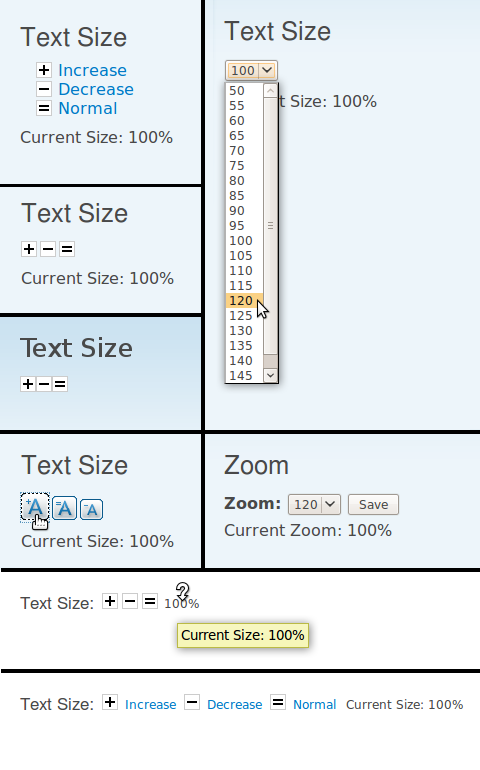 Text Size
+ Increase
- Decrease
= Normal
Current Size: 100%
Text Size
100
t Size: 100%
50
55
60
65
70
75
80
85
90
95
100
105
110
115
120
125
130
135
140
145
Text Size
+ - =
Current Size: 100%
Text Size
+ - =
Text Size
+A =A -A
Current Size: 100%
Zoom
Zoom: 120 Save
Current Zoom: 100%
Text Size: + - = 100%
Current Size: 100%
Text Size: + Increase - Decrease = Normal Current Size: 100%